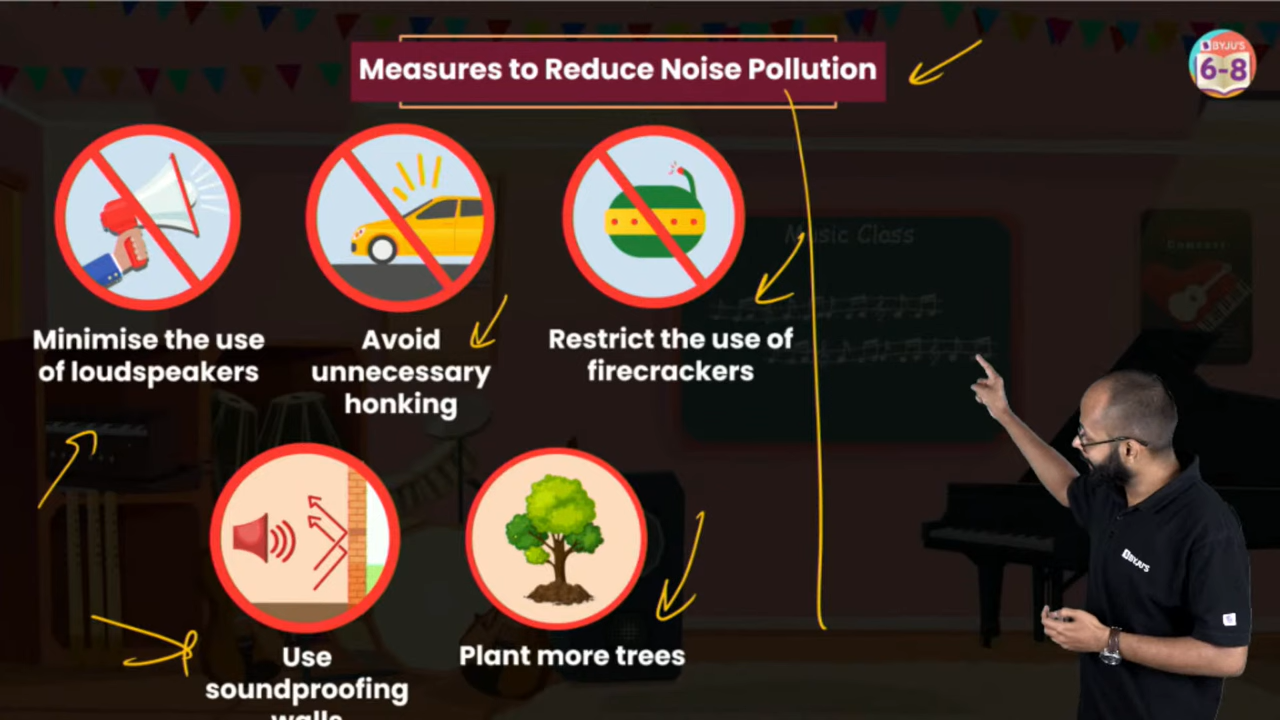 Measures to Reduce Noise Pollution
BYJU'S
6-8
Minimise the use
of loudspeakers
Avoid
unnecessary
honking
Restrict the use of
firecrackers
Music Class
Use
soundproofing
walls
Plant more trees
BYJU'S